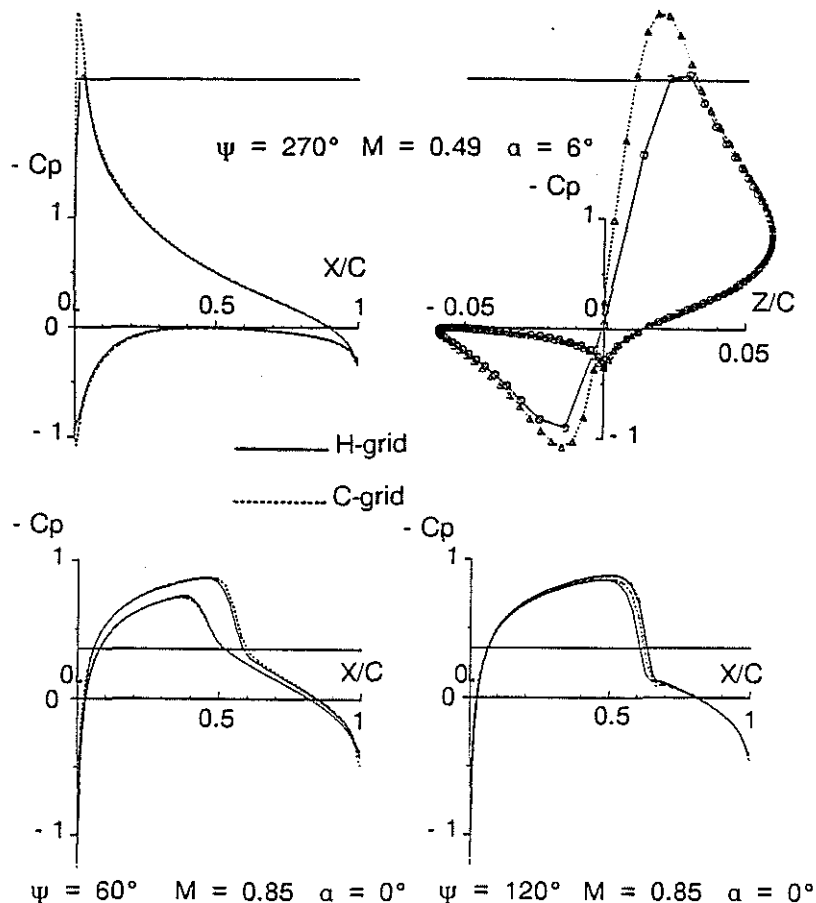 ψ = 270° M = 0.49 α = 6°
- Cp
1
X/C
0
0.5
1
0
- 1
- Cp
1
- 0.05
0
Z/C
0.05
- 1
H-grid
C-grid
- Cp
1
X/C
0
0
0.5
1
- 1
- Cp
1
X/C
0
0
0.5
1
- 1
ψ = 60° M = 0.85 α = 0°
ψ = 120° M = 0.85 α = 0°